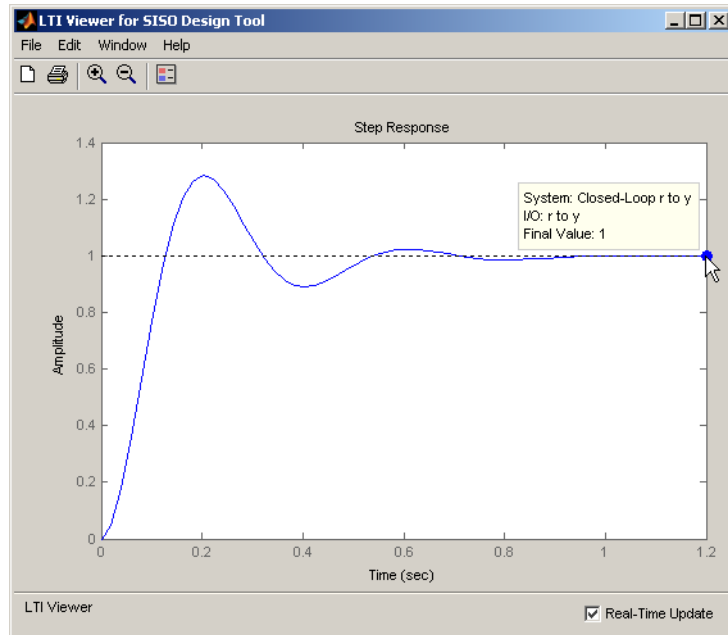 LTI Viewer for SISO Design Tool
File Edit Window Help
Step Response
1.4
1.2
1
0.8
0.6
0.4
0.2
0
Amplitude
System: Closed-Loop r to y
I/O: r to y
Final Value: 1
0 0.2 0.4 0.6 0.8 1 1.2
Time (sec)
LTI Viewer
Real-Time Update